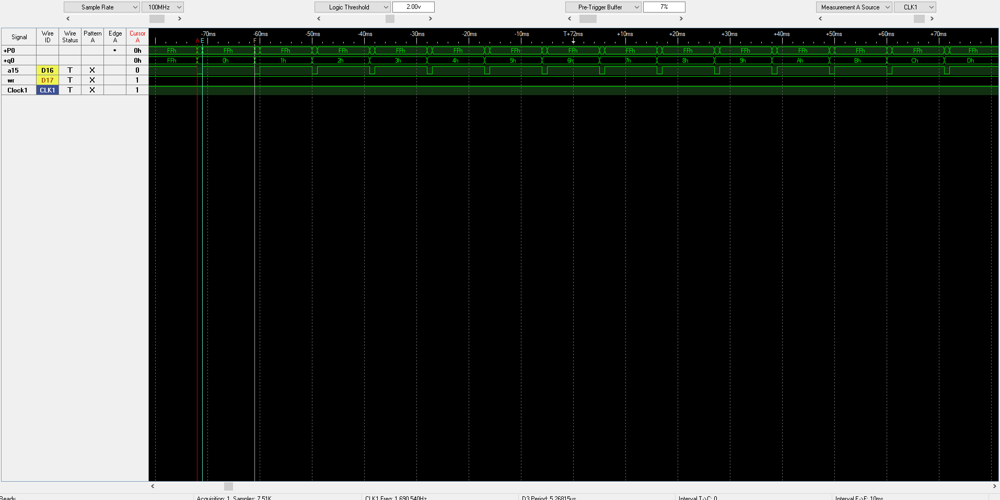 Sample Rate 100MHz Logic Threshold 2.00v Pre-Trigger Buffer 7% Measurement A Source CLK1
Signal Wire ID Wire Status Pattern A Edge A Cursor A
-70ms -60ms -50ms -40ms -30ms -20ms -10ms T+72ms +10ms +20ms +30ms +40ms +50ms +60ms +70ms
A E F
+P0 0h FFh FFh FFh FFh FFh FFh FFh FFh FFh FFh FFh FFh FFh FFh FFh
+q0 0h FFh 0h 1h 2h 3h 4h 5h 6h 7h 8h 9h Ah Bh Ch Dh
a15 D16 T X 0
wr D17 T X 1
Clock1 CLK1 T X 1
Ready Acquisition: 1, Samples: 7.51K CLK1 Freq: 1,690,540Hz D3 Period: 5.26815us Interval T->C: 0 Interval E->F: 10ms